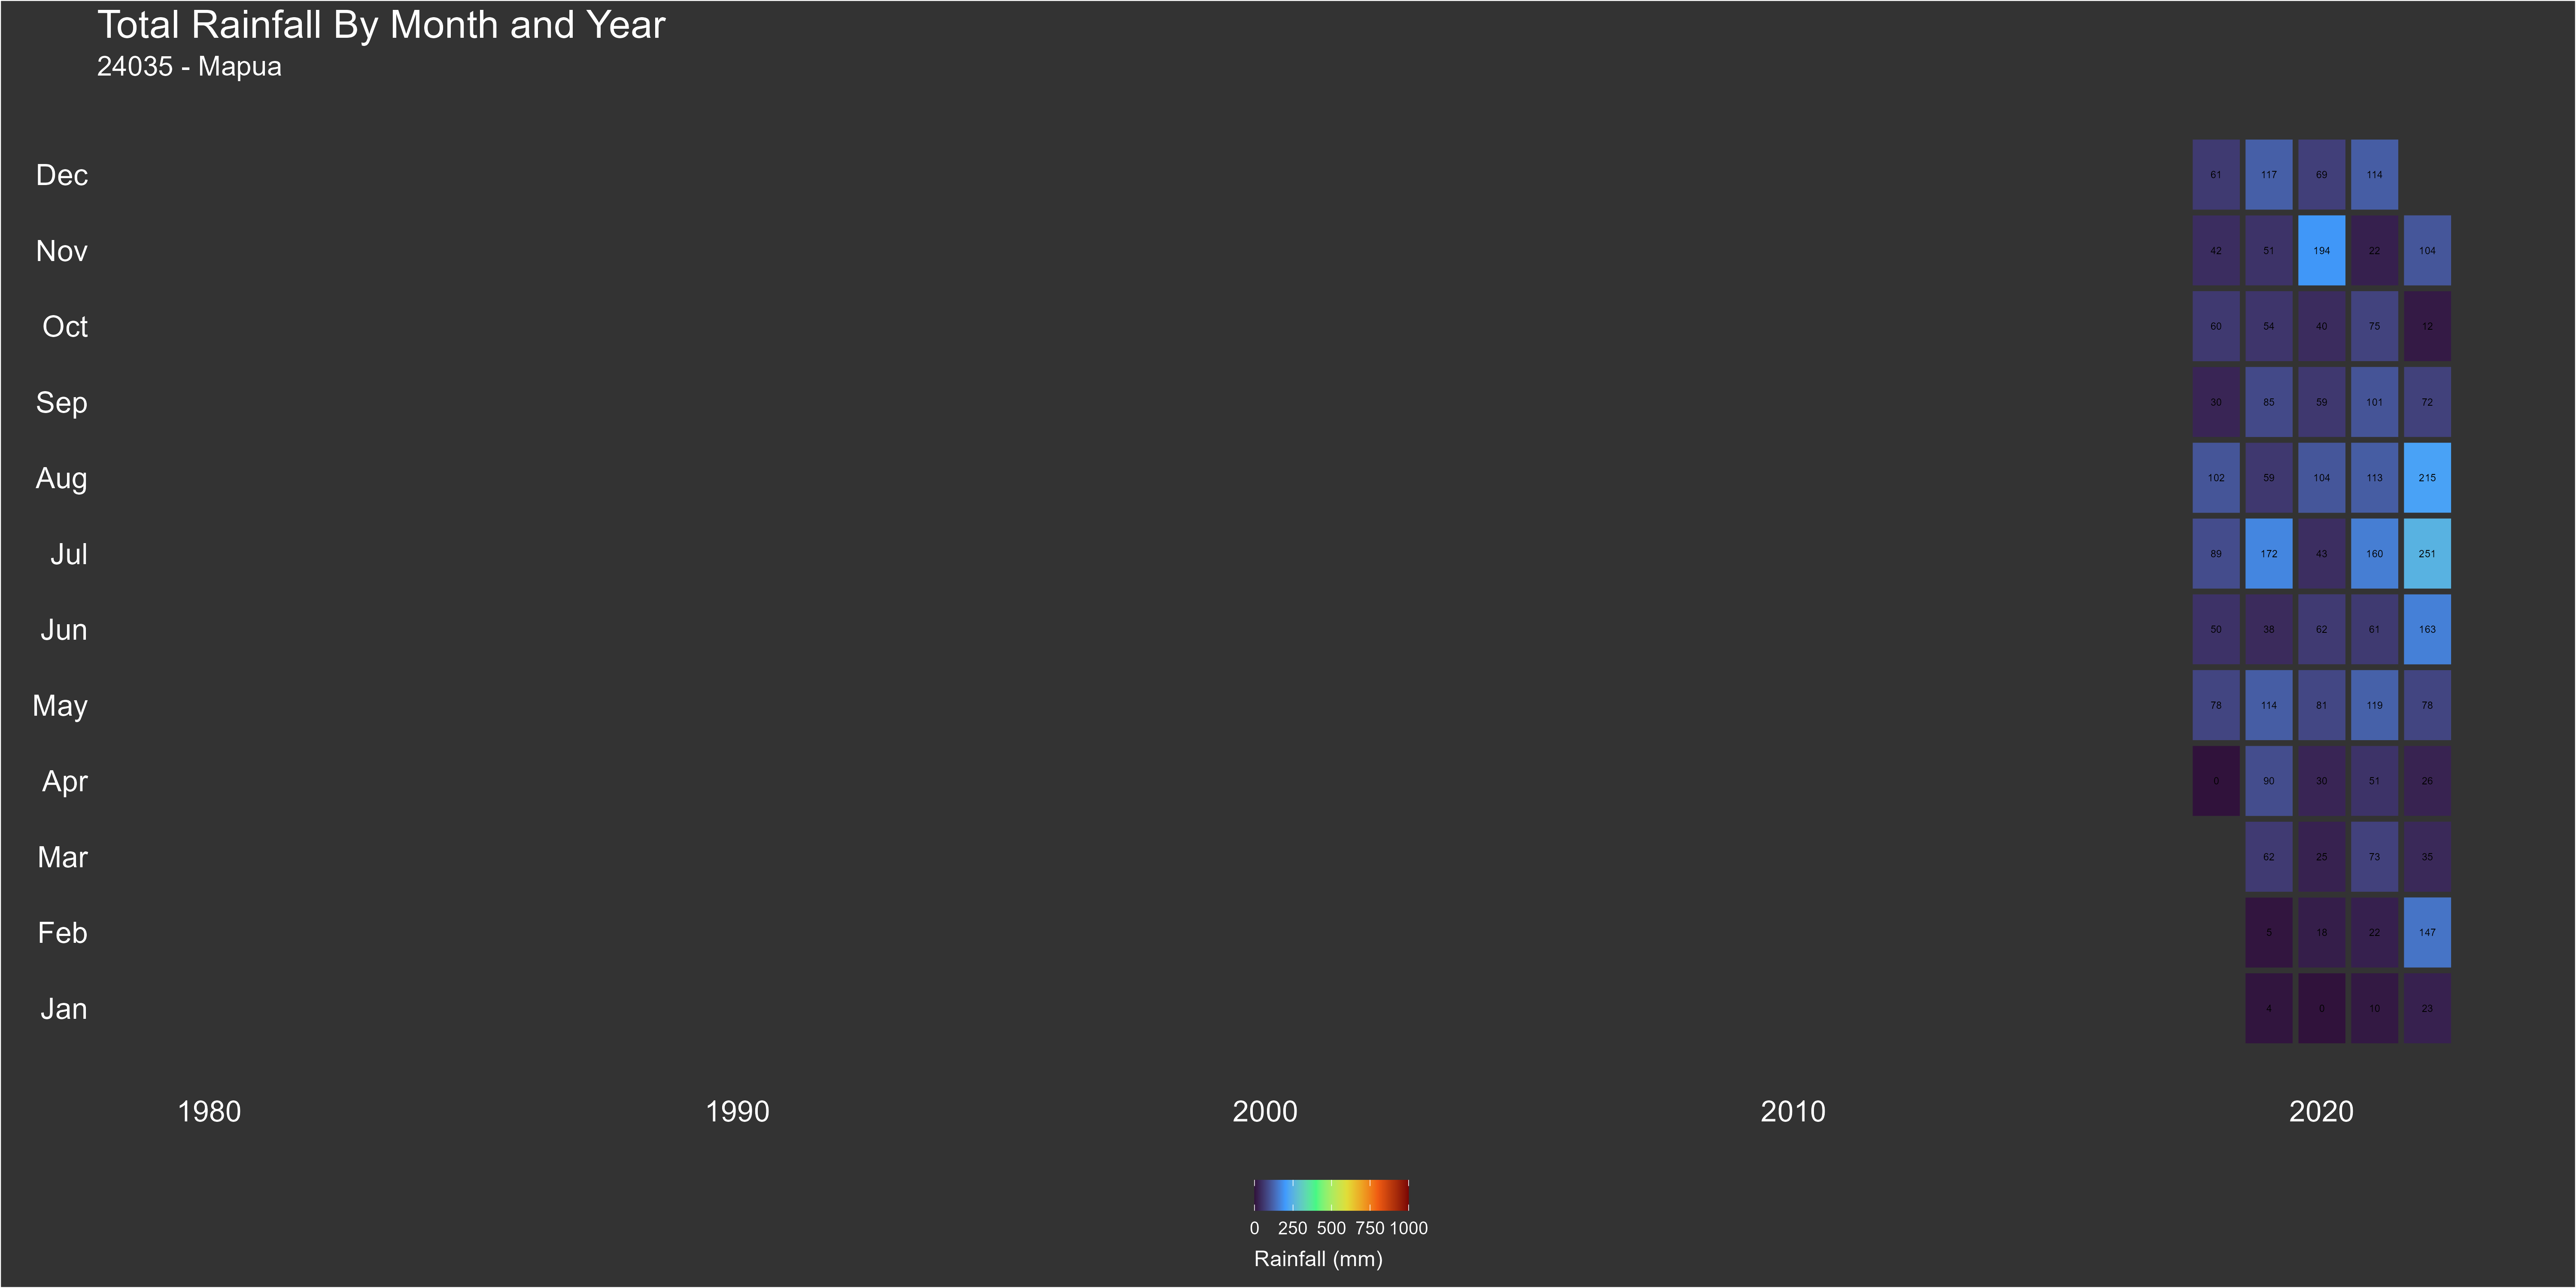 Total Rainfall By Month and Year
24035 - Mapua
Dec 61 117 69 114
Nov 42 51 194 22 104
Oct 60 54 40 75 12
Sep 30 85 59 101 72
Aug 102 59 104 113 215
Jul 89 172 43 160 251
Jun 50 38 62 61 163
May 78 114 81 119 78
Apr 0 90 30 51 26
Mar 62 25 73 35
Feb 5 18 22 147
Jan 4 0 10 23
1980 1990 2000 2010 2020
0 250 500 750 1000
Rainfall (mm)